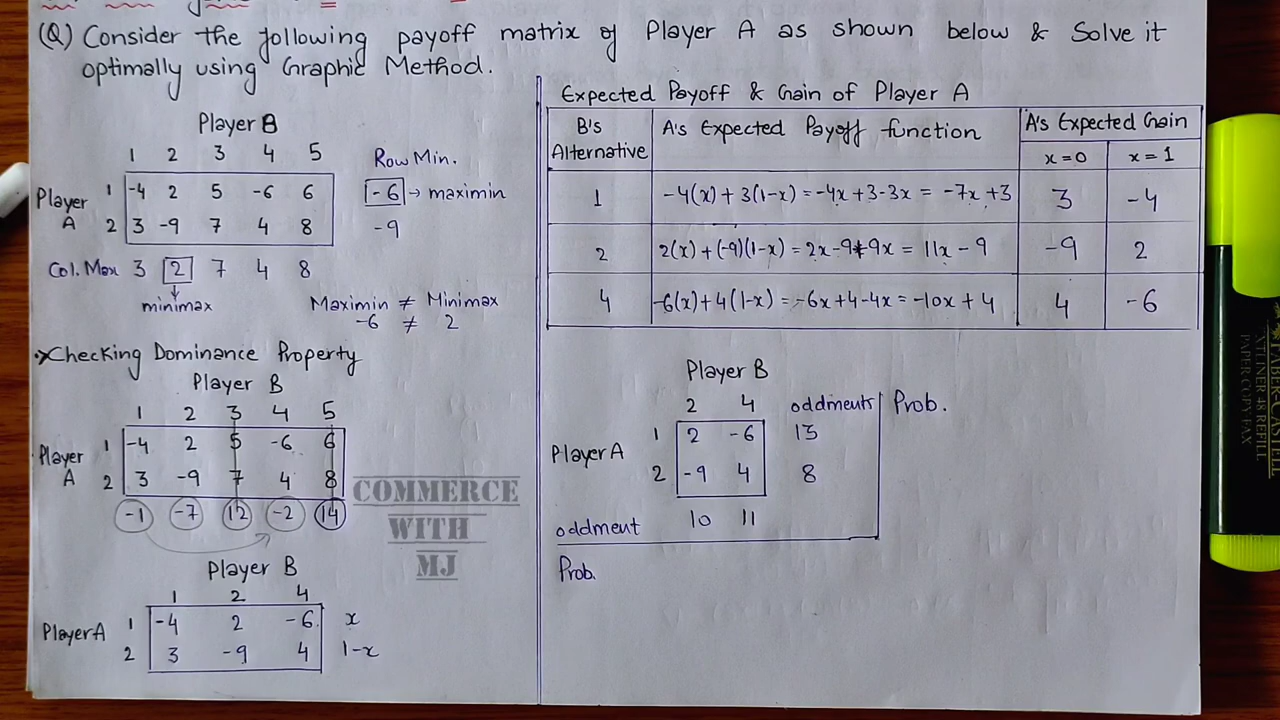 (Q) Consider the following payoff matrix of Player A as shown below & Solve it
optimally using Graphic Method.
Player B
1 2 3 4 5 Row Min.
Player A 1 -4 2 5 -6 6 -6 → maximin
2 3 -9 7 4 8 -9
Col. Max 3 2 7 4 8
minimax
Maximin ≠ Minimax
-6 ≠ 2
Checking Dominance Property
Player B
1 2 3 4 5
Player A 1 -4 2 5 -6 6
2 3 -9 7 4 8
-1 -7 12 -2 14
Player B
1 2 4
Player A 1 -4 2 -6 x
2 3 -9 4 1-x
Expected Payoff & Gain of Player A
B's Alternative A's Expected Payoff function A's Expected Gain
x=0 x=1
1 -4(x)+3(1-x)=-4x+3-3x = -7x+3 3 -4
2 2(x)+(-9)(1-x)=2x-9+9x = 11x-9 -9 2
4 -6(x)+4(1-x)=-6x+4-4x=-10x+4 4 -6
Player B
2 4 oddments Prob.
Player A 1 2 -6 13
2 -9 4 8
oddment 10 11
Prob.
COMMERCE
WITH
MJ